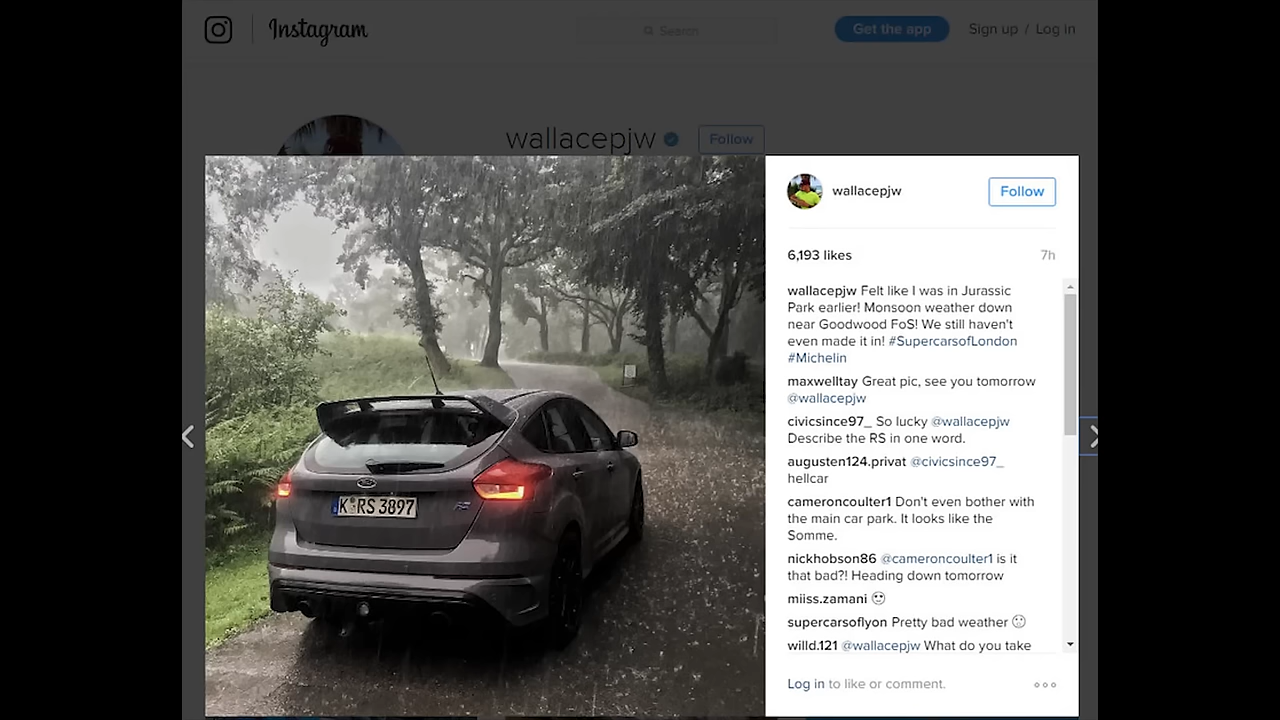 Instagram
Search
Get the app
Sign up / Log in
wallacepjw
Follow
wallacepjw
Follow
6,193 likes
7h
wallacepjw Felt like I was in Jurassic
Park earlier! Monsoon weather down
near Goodwood FoS! We still haven't
even made it in! #SupercarsofLondon
#Michelin
maxwelltay Great pic, see you tomorrow
@wallacepjw
civicsince97_ So lucky @wallacepjw
Describe the RS in one word.
augusten124.privat @civicsince97_
hellcar
cameroncoulter1 Don't even bother with
the main car park. It looks like the
Somme.
nickhobson86 @cameroncoulter1 is it
that bad?! Heading down tomorrow
miiss.zamani
supercarsoflyon Pretty bad weather
willd.121 @wallacepjw What do you take
Log in to like or comment.
Ford
K RS 3897
RS